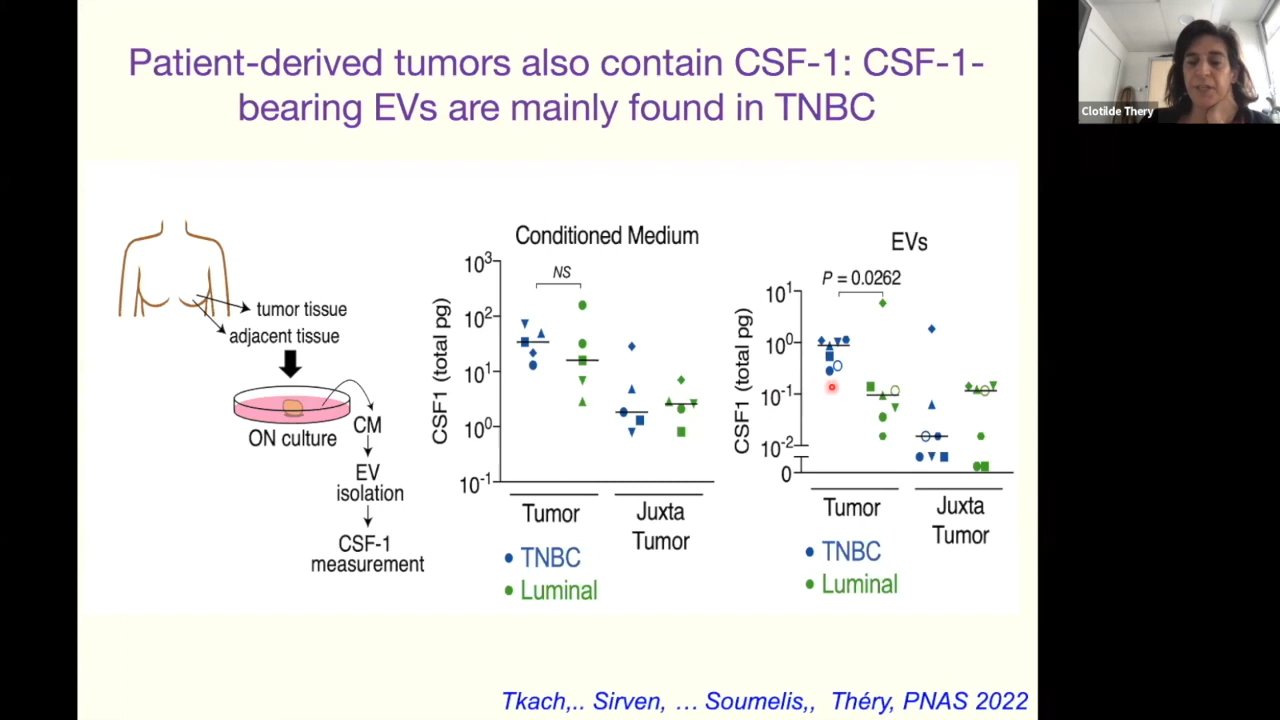 Patient-derived tumors also contain CSF-1: CSF-1-
bearing EVs are mainly found in TNBC
Clotilde Thery
tumor tissue
adjacent tissue
ON culture
CM
EV
isolation
CSF-1
measurement
Conditioned Medium
NS
CSF1 (total pg)
10³
10²
10¹
10⁰
10⁻¹
Tumor
Juxta
Tumor
TNBC
Luminal
EVs
P = 0.0262
CSF1 (total pg)
10¹
10⁰
10⁻¹
10⁻²
0
Tumor
Juxta
Tumor
TNBC
Luminal
Tkach,.. Sirven, … Soumelis,, Théry, PNAS 2022